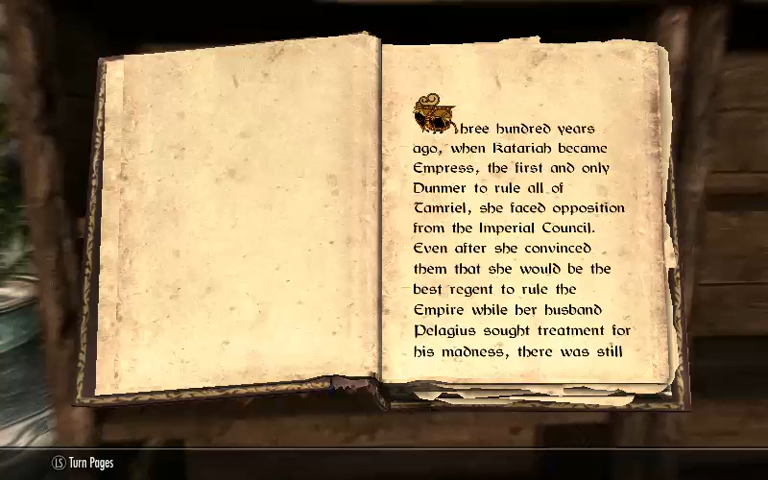 Three hundred years
ago, when Katariah became
Empress, the first and only
Dunmer to rule all of
Tamriel, she faced opposition
from the Imperial Council.
Even after she convinced
them that she would be the
best regent to rule the
Empire while her husband
Pelagius sought treatment for
his madness, there was still
LS Turn Pages